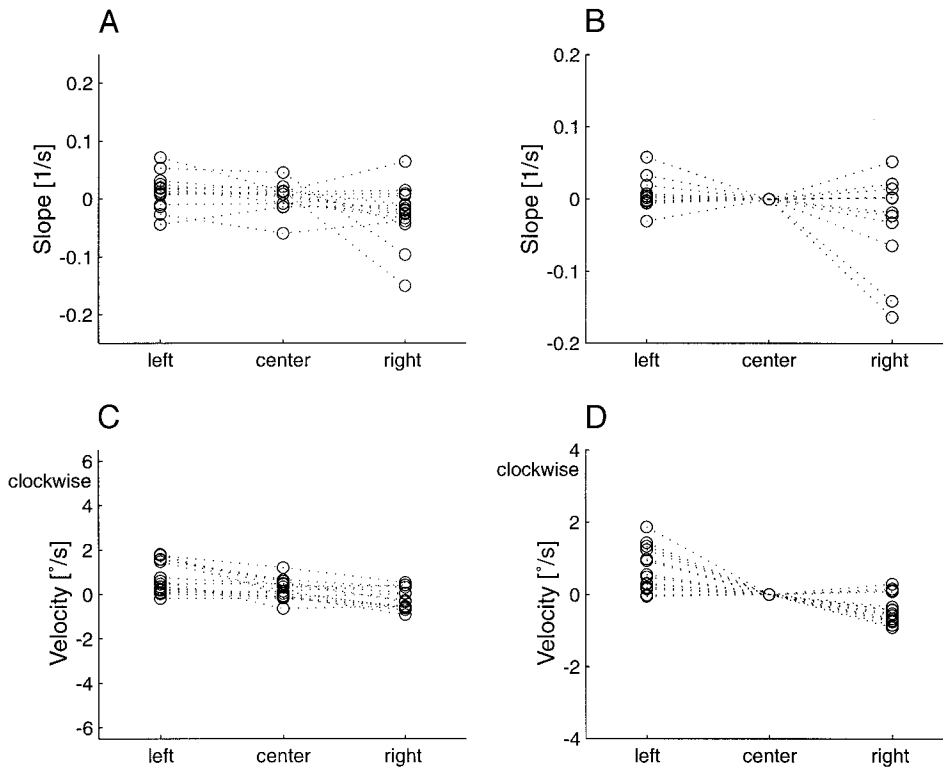 A
0.2
0.1
0
-0.1
-0.2
Slope [1/s]
left center right
B
0.2
0.1
0
-0.1
-0.2
Slope [1/s]
left center right
C
6
clockwise
4
2
0
-2
-4
-6
Velocity [°/s]
left center right
D
4
clockwise
2
0
-2
-4
Velocity [°/s]
left center right